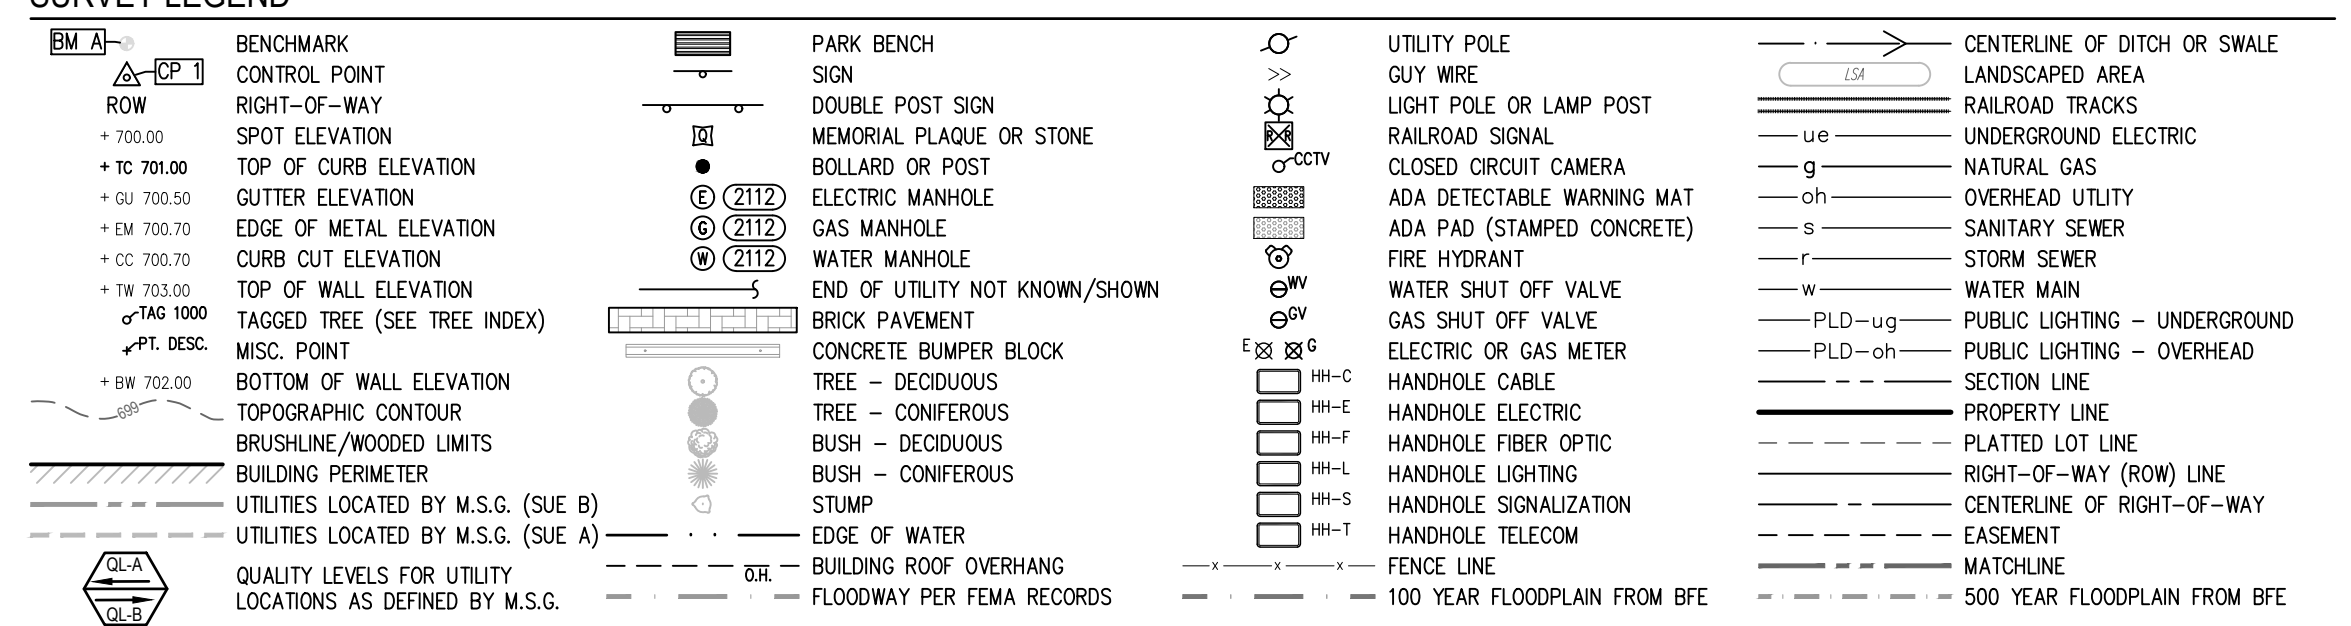 SURVEY LEGEND
BM A BENCHMARK
CP 1 CONTROL POINT
ROW RIGHT-OF-WAY
+ 700.00 SPOT ELEVATION
+ TC 701.00 TOP OF CURB ELEVATION
+ GU 700.50 GUTTER ELEVATION
+ EM 700.70 EDGE OF METAL ELEVATION
+ CC 700.70 CURB CUT ELEVATION
+ TW 703.00 TOP OF WALL ELEVATION
TAG 1000 TAGGED TREE (SEE TREE INDEX)
PT. DESC. MISC. POINT
+ BW 702.00 BOTTOM OF WALL ELEVATION
699 TOPOGRAPHIC CONTOUR
BRUSHLINE/WOODED LIMITS
BUILDING PERIMETER
UTILITIES LOCATED BY M.S.G. (SUE B)
UTILITIES LOCATED BY M.S.G. (SUE A)
QL-A
QL-B
QUALITY LEVELS FOR UTILITY
LOCATIONS AS DEFINED BY M.S.G.
PARK BENCH
SIGN
DOUBLE POST SIGN
Q MEMORIAL PLAQUE OR STONE
BOLLARD OR POST
E 2112 ELECTRIC MANHOLE
G 2112 GAS MANHOLE
W 2112 WATER MANHOLE
END OF UTILITY NOT KNOWN/SHOWN
BRICK PAVEMENT
CONCRETE BUMPER BLOCK
TREE - DECIDUOUS
TREE - CONIFEROUS
BUSH - DECIDUOUS
BUSH - CONIFEROUS
STUMP
EDGE OF WATER
O.H. BUILDING ROOF OVERHANG
FLOODWAY PER FEMA RECORDS
UTILITY POLE
>> GUY WIRE
LIGHT POLE OR LAMP POST
RR RAILROAD SIGNAL
CCTV CLOSED CIRCUIT CAMERA
ADA DETECTABLE WARNING MAT
ADA PAD (STAMPED CONCRETE)
FIRE HYDRANT
WV WATER SHUT OFF VALVE
GV GAS SHUT OFF VALVE
E G ELECTRIC OR GAS METER
HH-C HANDHOLE CABLE
HH-E HANDHOLE ELECTRIC
HH-F HANDHOLE FIBER OPTIC
HH-L HANDHOLE LIGHTING
HH-S HANDHOLE SIGNALIZATION
HH-T HANDHOLE TELECOM
x x x FENCE LINE
100 YEAR FLOODPLAIN FROM BFE
CENTERLINE OF DITCH OR SWALE
LSA LANDSCAPED AREA
RAILROAD TRACKS
ue UNDERGROUND ELECTRIC
g NATURAL GAS
oh OVERHEAD UTLITY
s SANITARY SEWER
r STORM SEWER
w WATER MAIN
PLD-ug PUBLIC LIGHTING - UNDERGROUND
PLD-oh PUBLIC LIGHTING - OVERHEAD
SECTION LINE
PROPERTY LINE
PLATTED LOT LINE
RIGHT-OF-WAY (ROW) LINE
CENTERLINE OF RIGHT-OF-WAY
EASEMENT
MATCHLINE
500 YEAR FLOODPLAIN FROM BFE